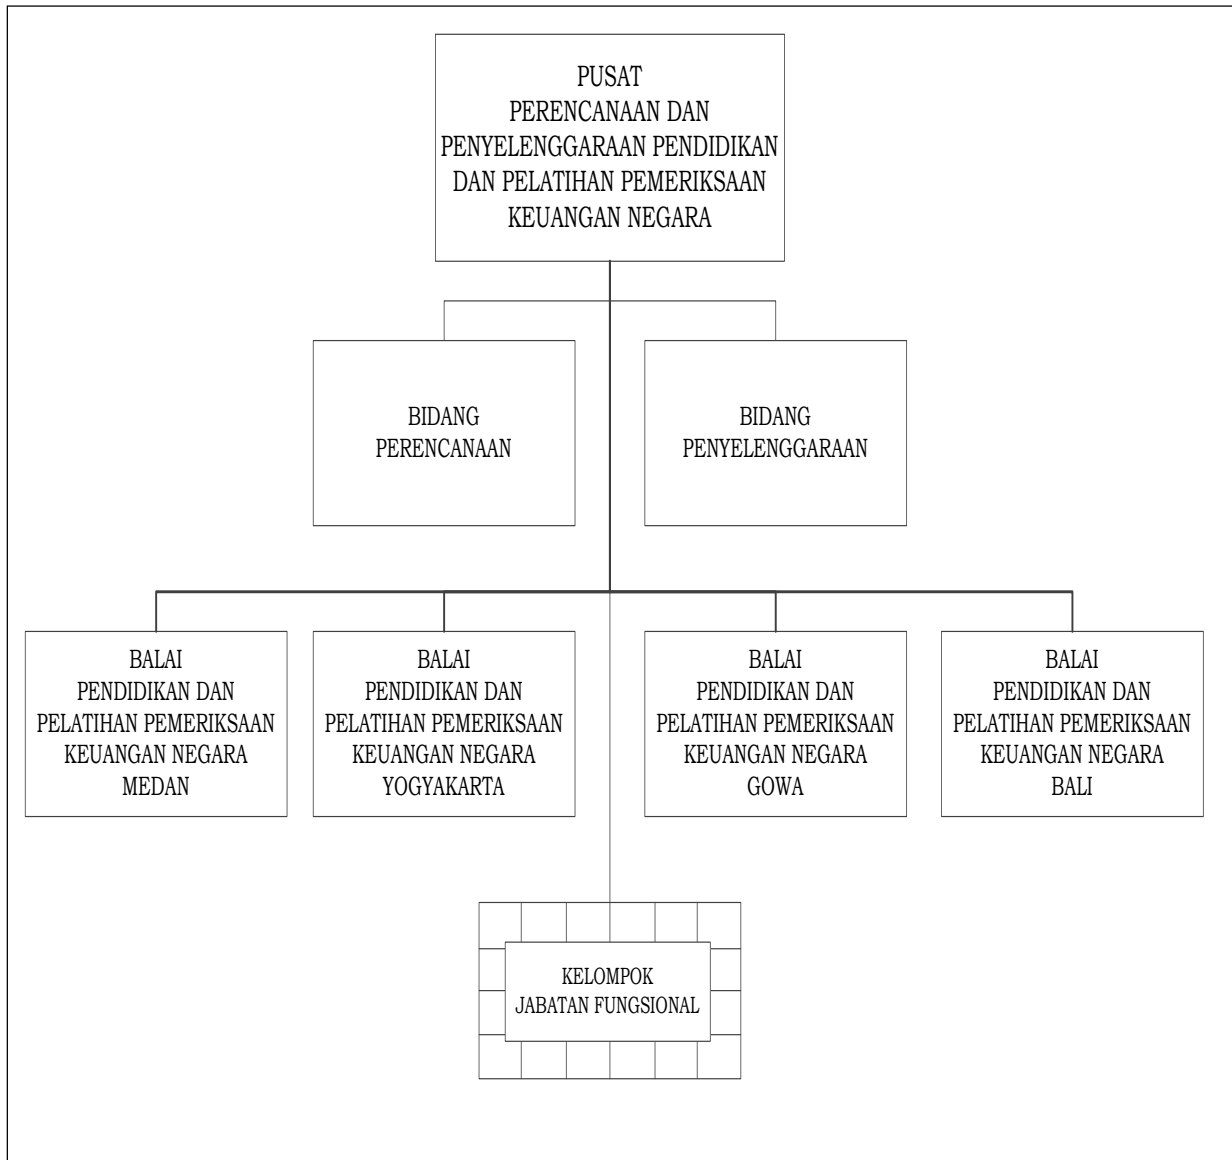 PUSAT
PERENCANAAN DAN
PENYELENGGARAAN PENDIDIKAN
DAN PELATIHAN PEMERIKSAAN
KEUANGAN NEGARA
BIDANG
PERENCANAAN
BIDANG
PENYELENGGARAAN
BALAI
PENDIDIKAN DAN
PELATIHAN PEMERIKSAAN
KEUANGAN NEGARA
MEDAN
BALAI
PENDIDIKAN DAN
PELATIHAN PEMERIKSAAN
KEUANGAN NEGARA
YOGYAKARTA
BALAI
PENDIDIKAN DAN
PELATIHAN PEMERIKSAAN
KEUANGAN NEGARA
GOWA
BALAI
PENDIDIKAN DAN
PELATIHAN PEMERIKSAAN
KEUANGAN NEGARA
BALI
KELOMPOK
JABATAN FUNGSIONAL